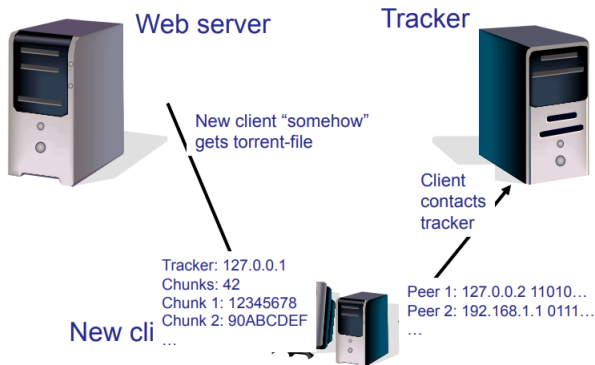 Web server
Tracker
New client “somehow”
gets torrent-file
Client
contacts
tracker
Tracker: 127.0.0.1
Chunks: 42
Chunk 1: 12345678
Chunk 2: 90ABCDEF
…
Peer 1: 127.0.0.2 11010…
Peer 2: 192.168.1.1 0111…
…
New cli